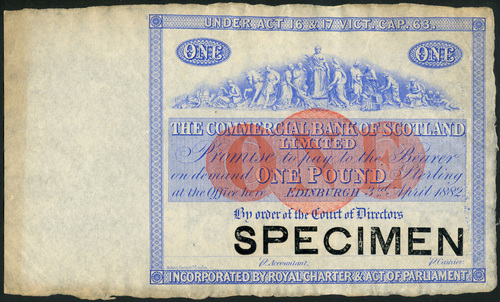 UNDER ACT 16 & 17 VICT. CAP. 63.
ONE ONE
THE COMMERCIAL BANK OF SCOTLAND
LIMITED
Promise to pay to the Bearer
on demand ONE POUND Sterling
at the Office here EDINBURGH 3rd April 1882
ONE
By order of the Court of Directors
SPECIMEN
P. Accountant. P. Cashier.
INCORPORATED BY ROYAL CHARTER & ACT OF PARLIAMENT.